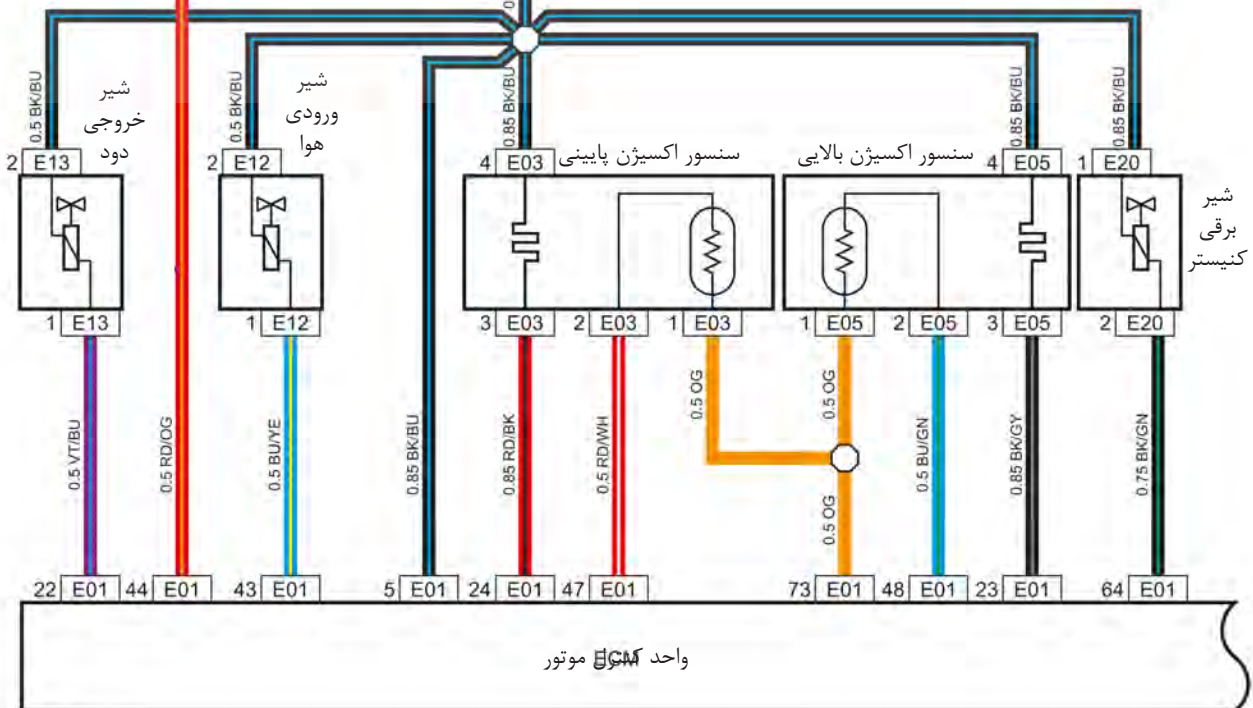 0.5 BK/BU
شیر
خروجی
دود
0.5 BK/BU
شیر
ورودی
هوا
0.85 BK/BU
0.85 BK/BU
0.85 BK/BU
2 E13
2 E12
4 E03
سنسور اکسیژن پایینی
سنسور اکسیژن بالایی
4 E05
1 E20
شیر
برقی
کنیستر
1 E13
1 E12
3 E03
2 E03
1 E03
1 E05
2 E05
3 E05
2 E20
0.5 VT/BU
0.5 RD/OG
0.5 BU/YE
0.85 BK/BU
0.85 RD/BK
0.5 RD/WH
0.5 OG
0.5 OG
0.5 OG
0.5 BU/GN
0.85 BK/GY
0.75 BK/GN
22 E01
44 E01
43 E01
5 E01
24 E01
47 E01
73 E01
48 E01
23 E01
64 E01
واحد کنترل موتور
ECM